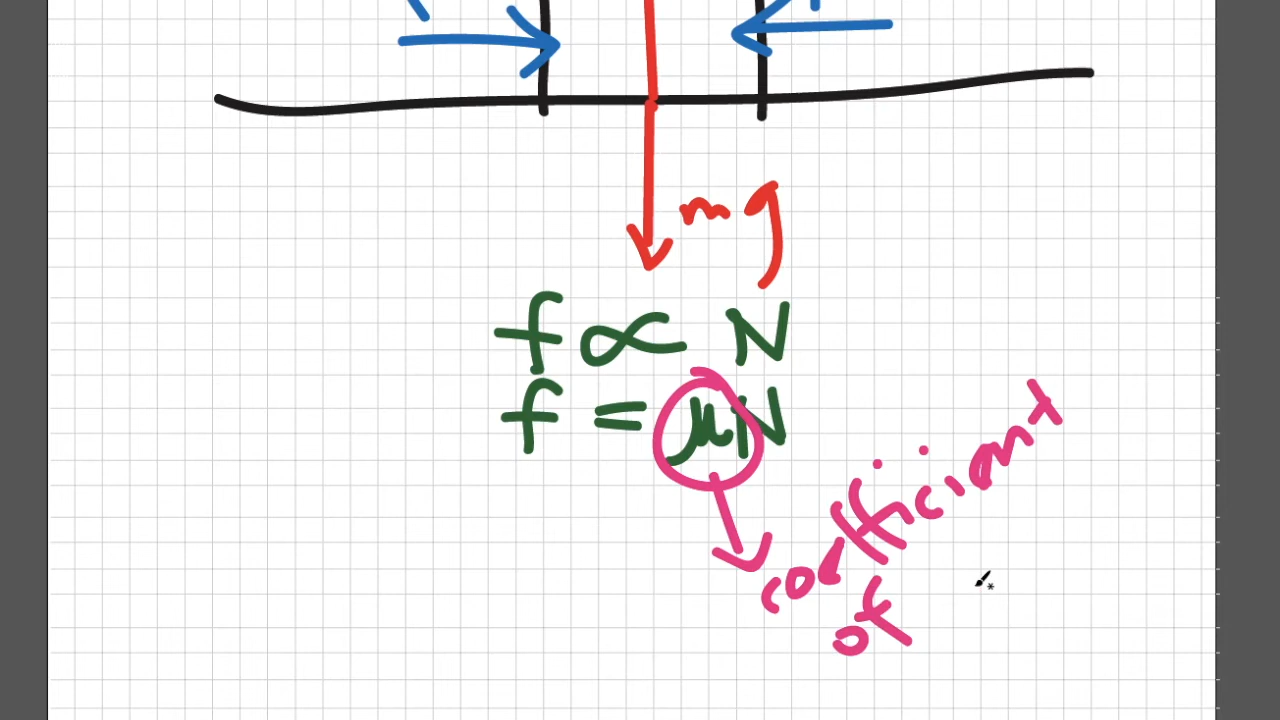 mg
f ∝ N
f = μN
coefficient
of